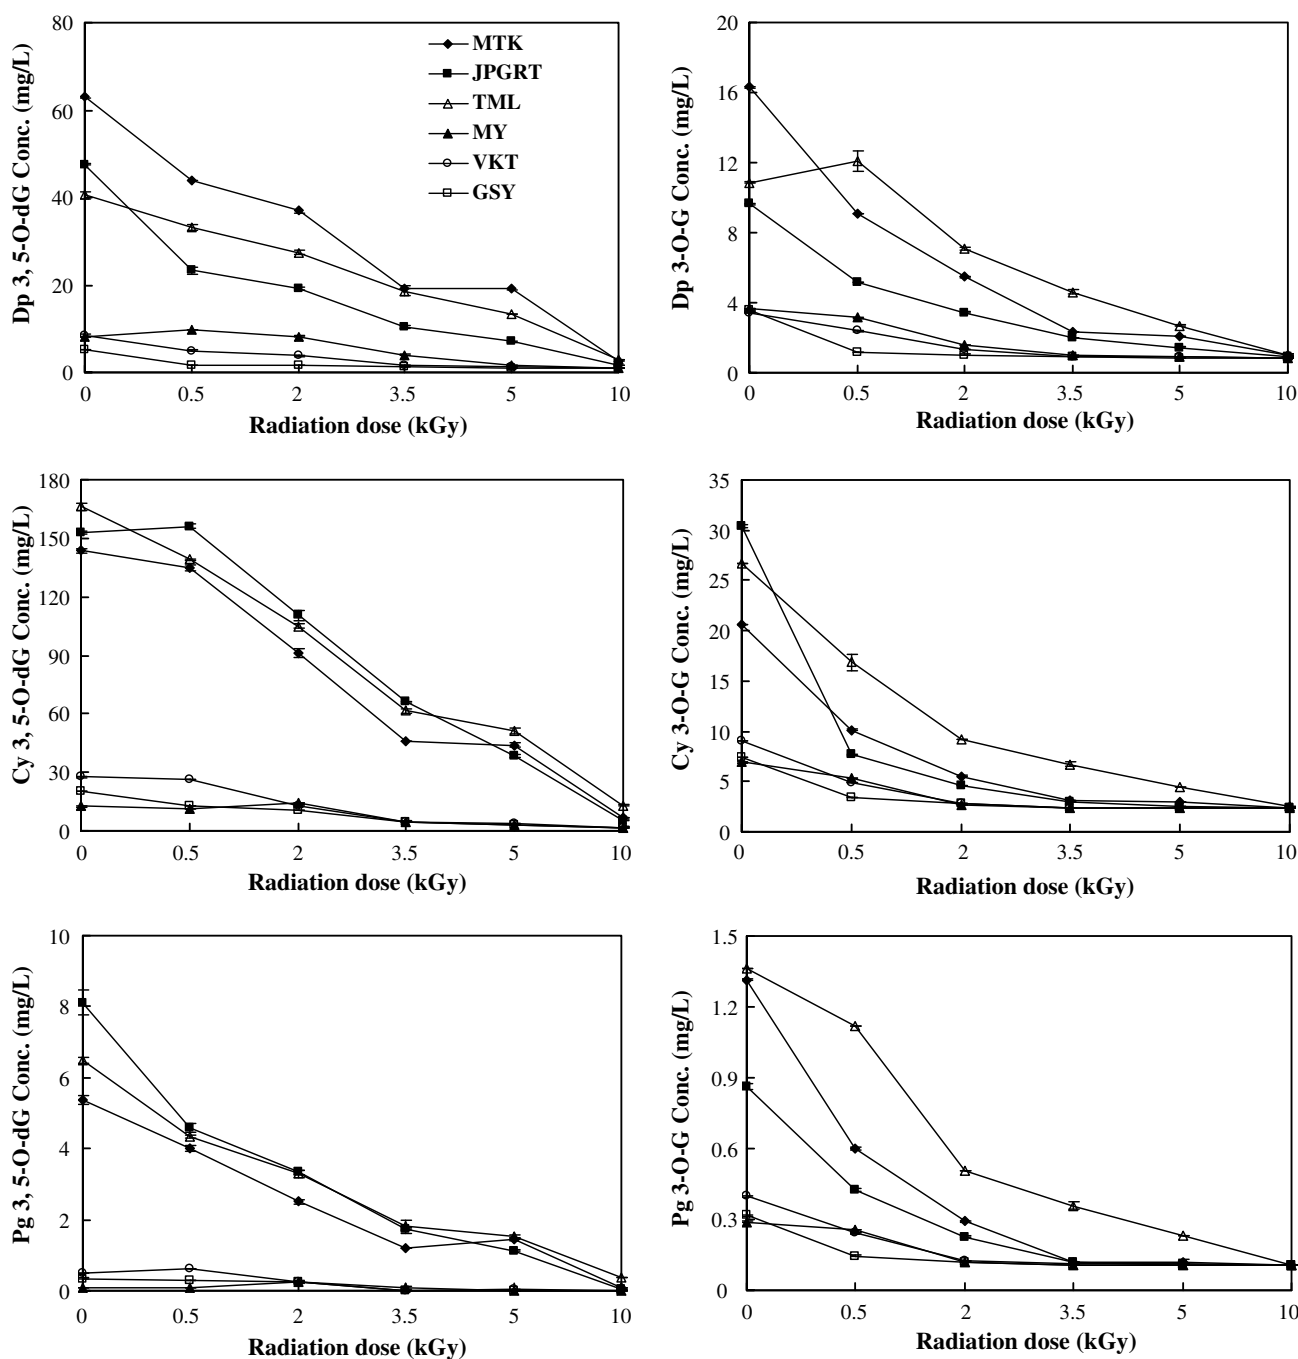 Dp 3, 5-O-dG Conc. (mg/L)
80
60
40
20
0
MTK
JPGRT
TML
MY
VKT
GSY
0 0.5 2 3.5 5 10
Radiation dose (kGy)
Dp 3-O-G Conc. (mg/L)
20
16
12
8
4
0
0 0.5 2 3.5 5 10
Radiation dose (kGy)
Cy 3, 5-O-dG Conc. (mg/L)
180
150
120
90
60
30
0
0 0.5 2 3.5 5 10
Radiation dose (kGy)
Cy 3-O-G Conc. (mg/L)
35
30
25
20
15
10
5
0
0 0.5 2 3.5 5 10
Radiation dose (kGy)
Pg 3, 5-O-dG Conc. (mg/L)
10
8
6
4
2
0
0 0.5 2 3.5 5 10
Radiation dose (kGy)
Pg 3-O-G Conc. (mg/L)
1.5
1.2
0.9
0.6
0.3
0
0 0.5 2 3.5 5 10
Radiation dose (kGy)